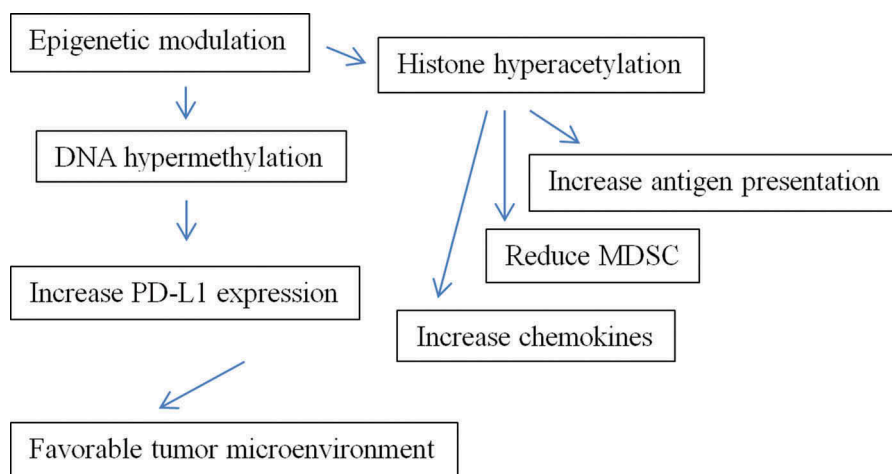 Epigenetic modulation
Histone hyperacetylation
DNA hypermethylation
Increase antigen presentation
Reduce MDSC
Increase PD-L1 expression
Increase chemokines
Favorable tumor microenvironment